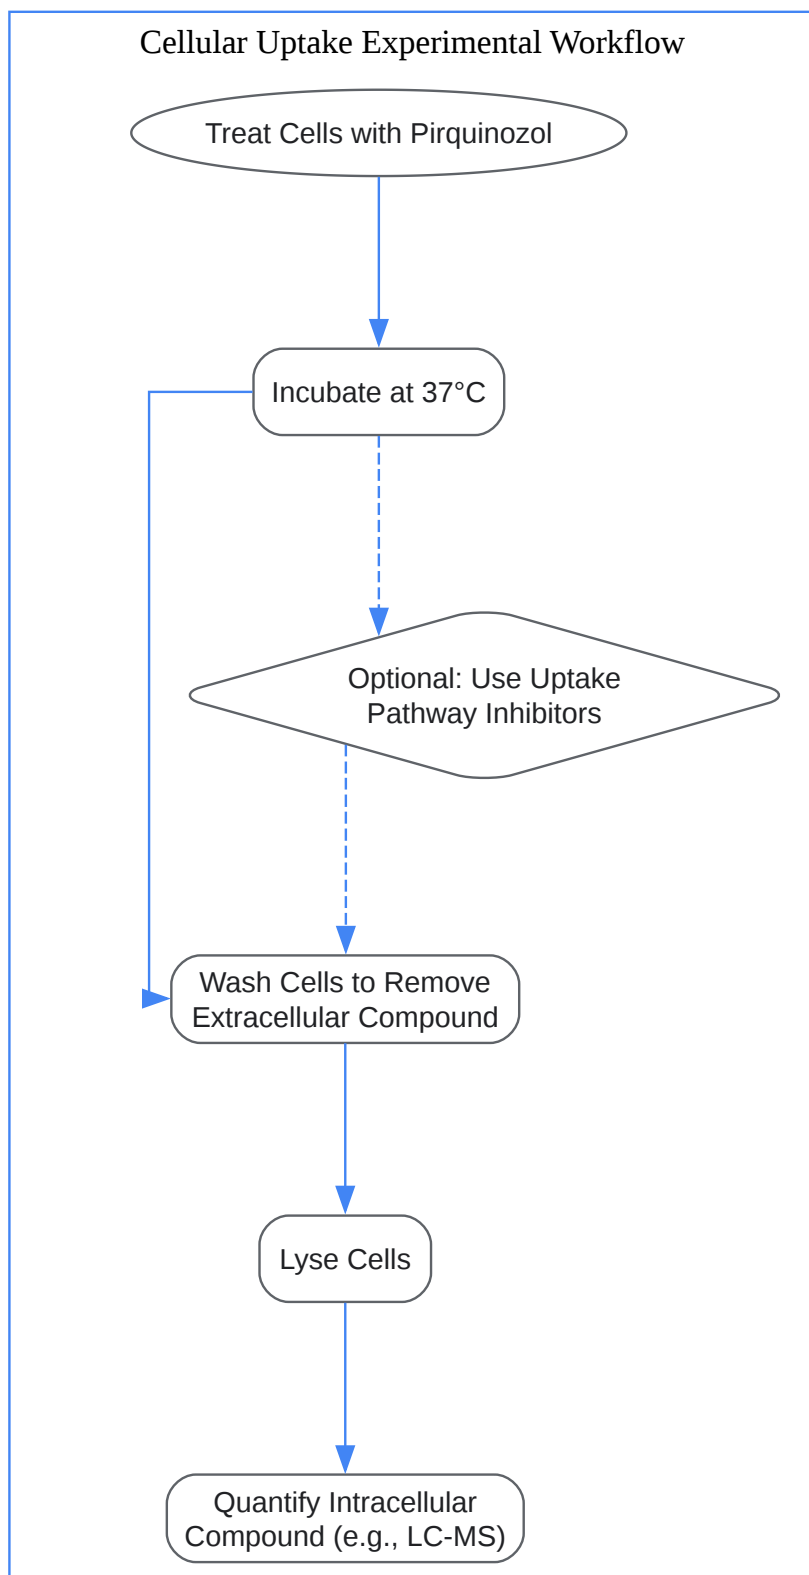 Cellular Uptake Experimental Workflow
Treat Cells with Pirquinozol
Incubate at 37°C
Optional: Use Uptake
Pathway Inhibitors
Wash Cells to Remove
Extracellular Compound
Lyse Cells
Quantify Intracellular
Compound (e.g., LC-MS)